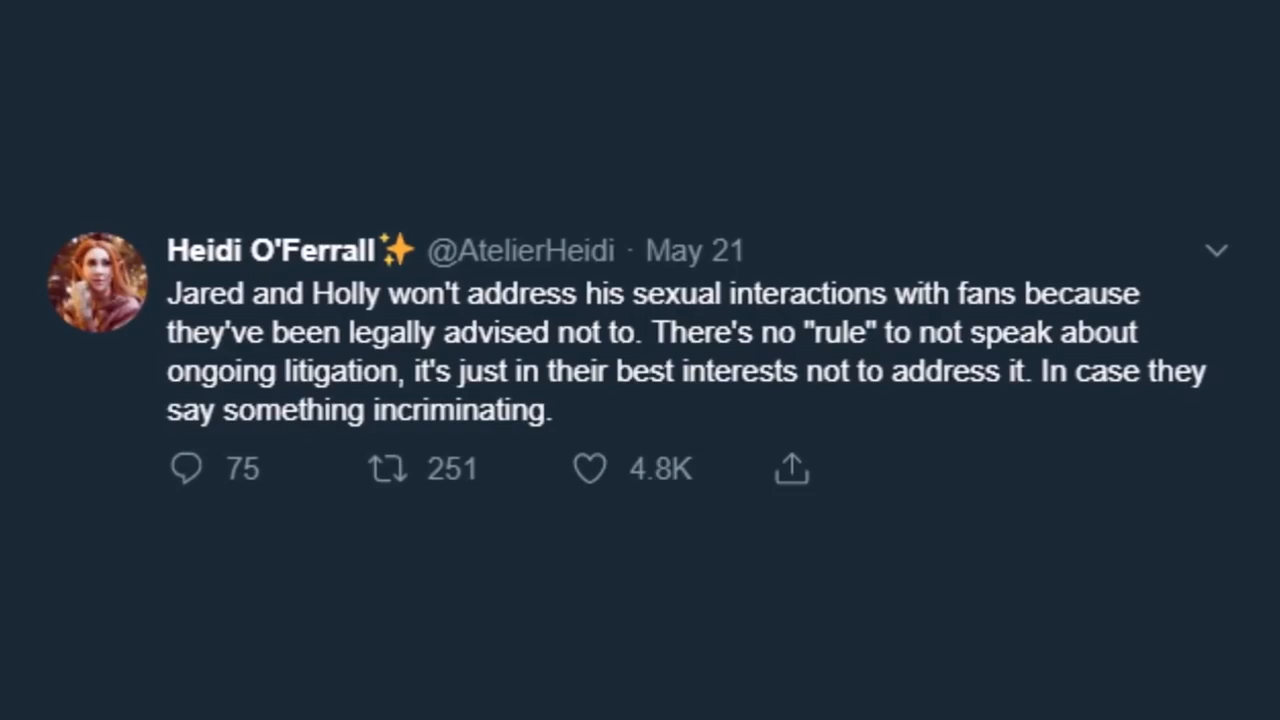 Heidi O'Ferrall✨ @AtelierHeidi · May 21
Jared and Holly won't address his sexual interactions with fans because
they've been legally advised not to. There's no "rule" to not speak about
ongoing litigation, it's just in their best interests not to address it. In case they
say something incriminating.
75 251 4.8K